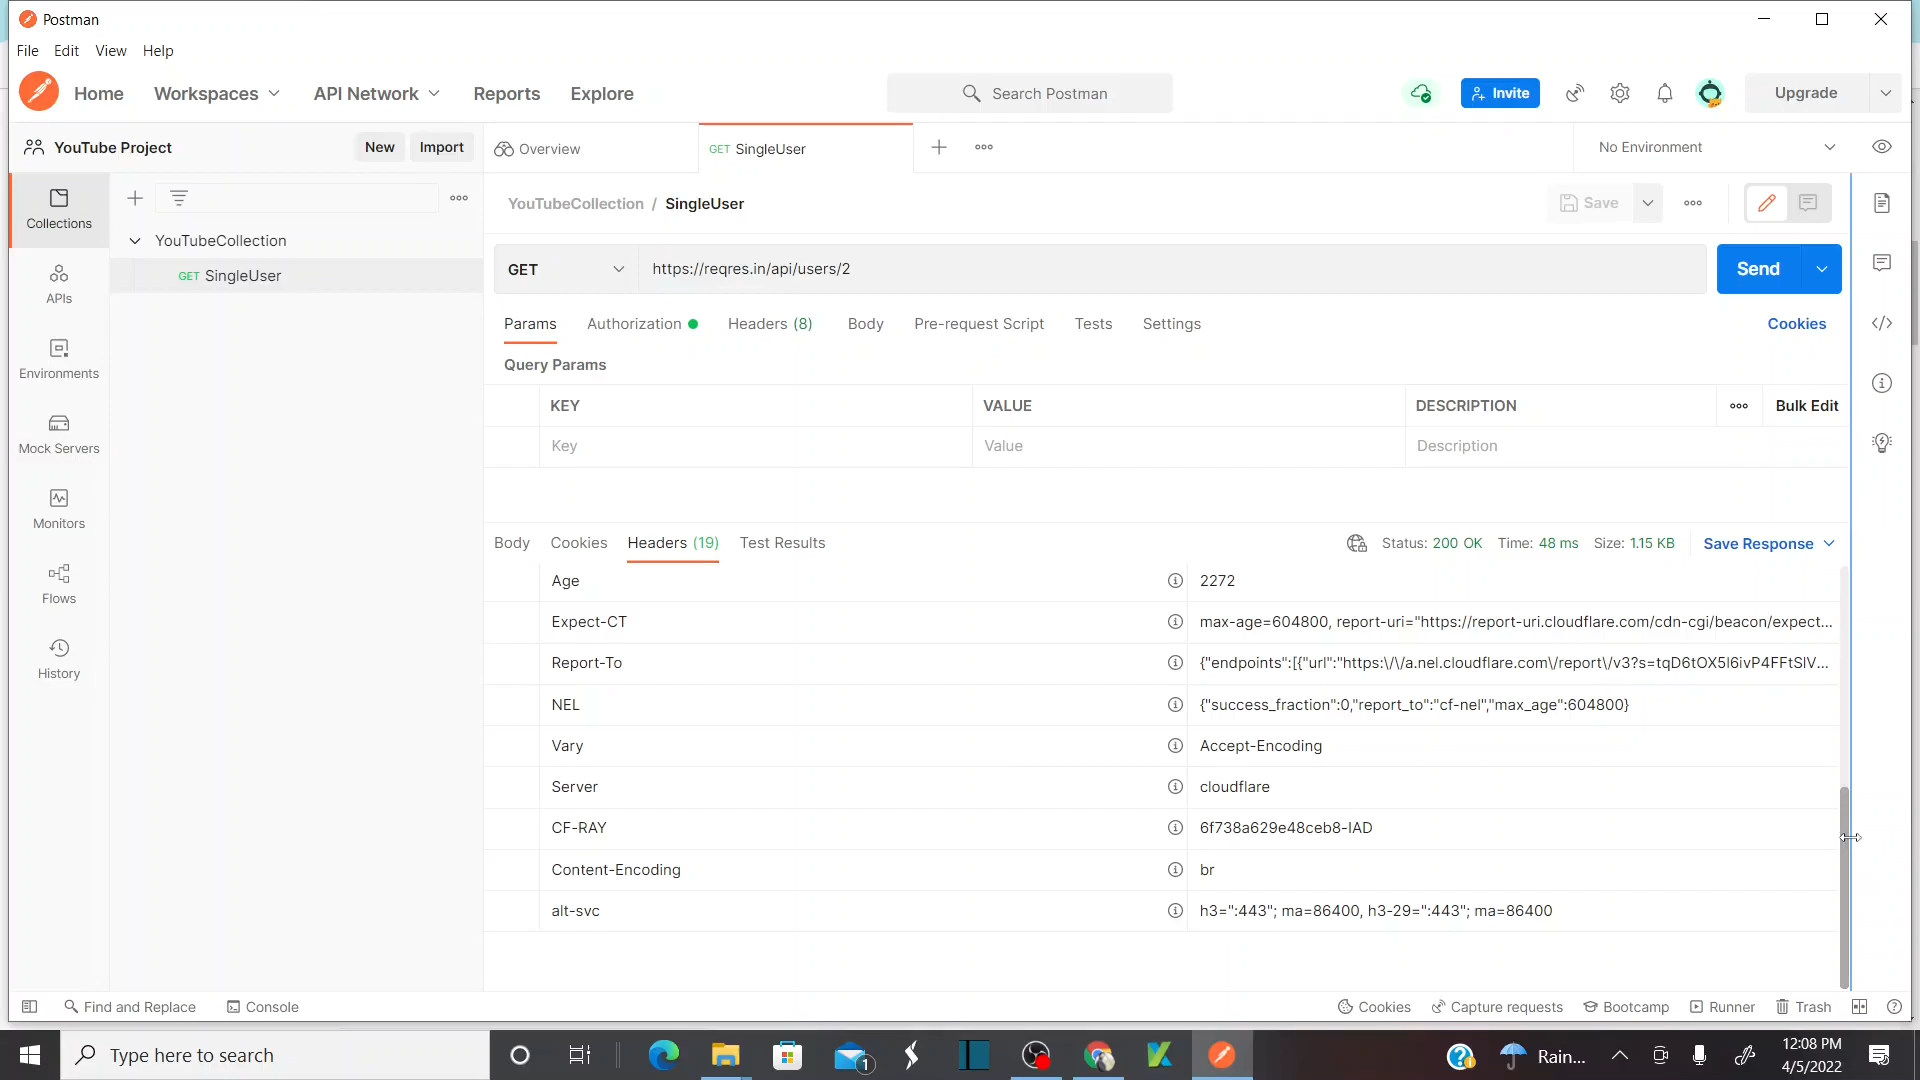 Postman
File Edit View Help
Home Workspaces API Network Reports Explore Search Postman Invite Upgrade
YouTube Project New Import Overview GET SingleUser No Environment
Collections
APIs
Environments
Mock Servers
Monitors
Flows
History
YouTubeCollection
GET SingleUser
YouTubeCollection / SingleUser Save
GET https://reqres.in/api/users/2 Send
Params Authorization Headers (8) Body Pre-request Script Tests Settings Cookies
Query Params
KEY VALUE DESCRIPTION Bulk Edit
Key Value Description
Body Cookies Headers (19) Test Results Status: 200 OK Time: 48 ms Size: 1.15 KB Save Response
Age 2272
Expect-CT max-age=604800, report-uri="https://report-uri.cloudflare.com/cdn-cgi/beacon/expect...
Report-To {"endpoints":[{"url":"https:\/\/a.nel.cloudflare.com\/report\/v3?s=tqD6tOX5I6ivP4FFtSlV...
NEL {"success_fraction":0,"report_to":"cf-nel","max_age":604800}
Vary Accept-Encoding
Server cloudflare
CF-RAY 6f738a629e48ceb8-IAD
Content-Encoding br
alt-svc h3=":443"; ma=86400, h3-29=":443"; ma=86400
Find and Replace Console Cookies Capture requests Bootcamp Runner Trash
Type here to search 1 Rain... 12:08 PM
4/5/2022